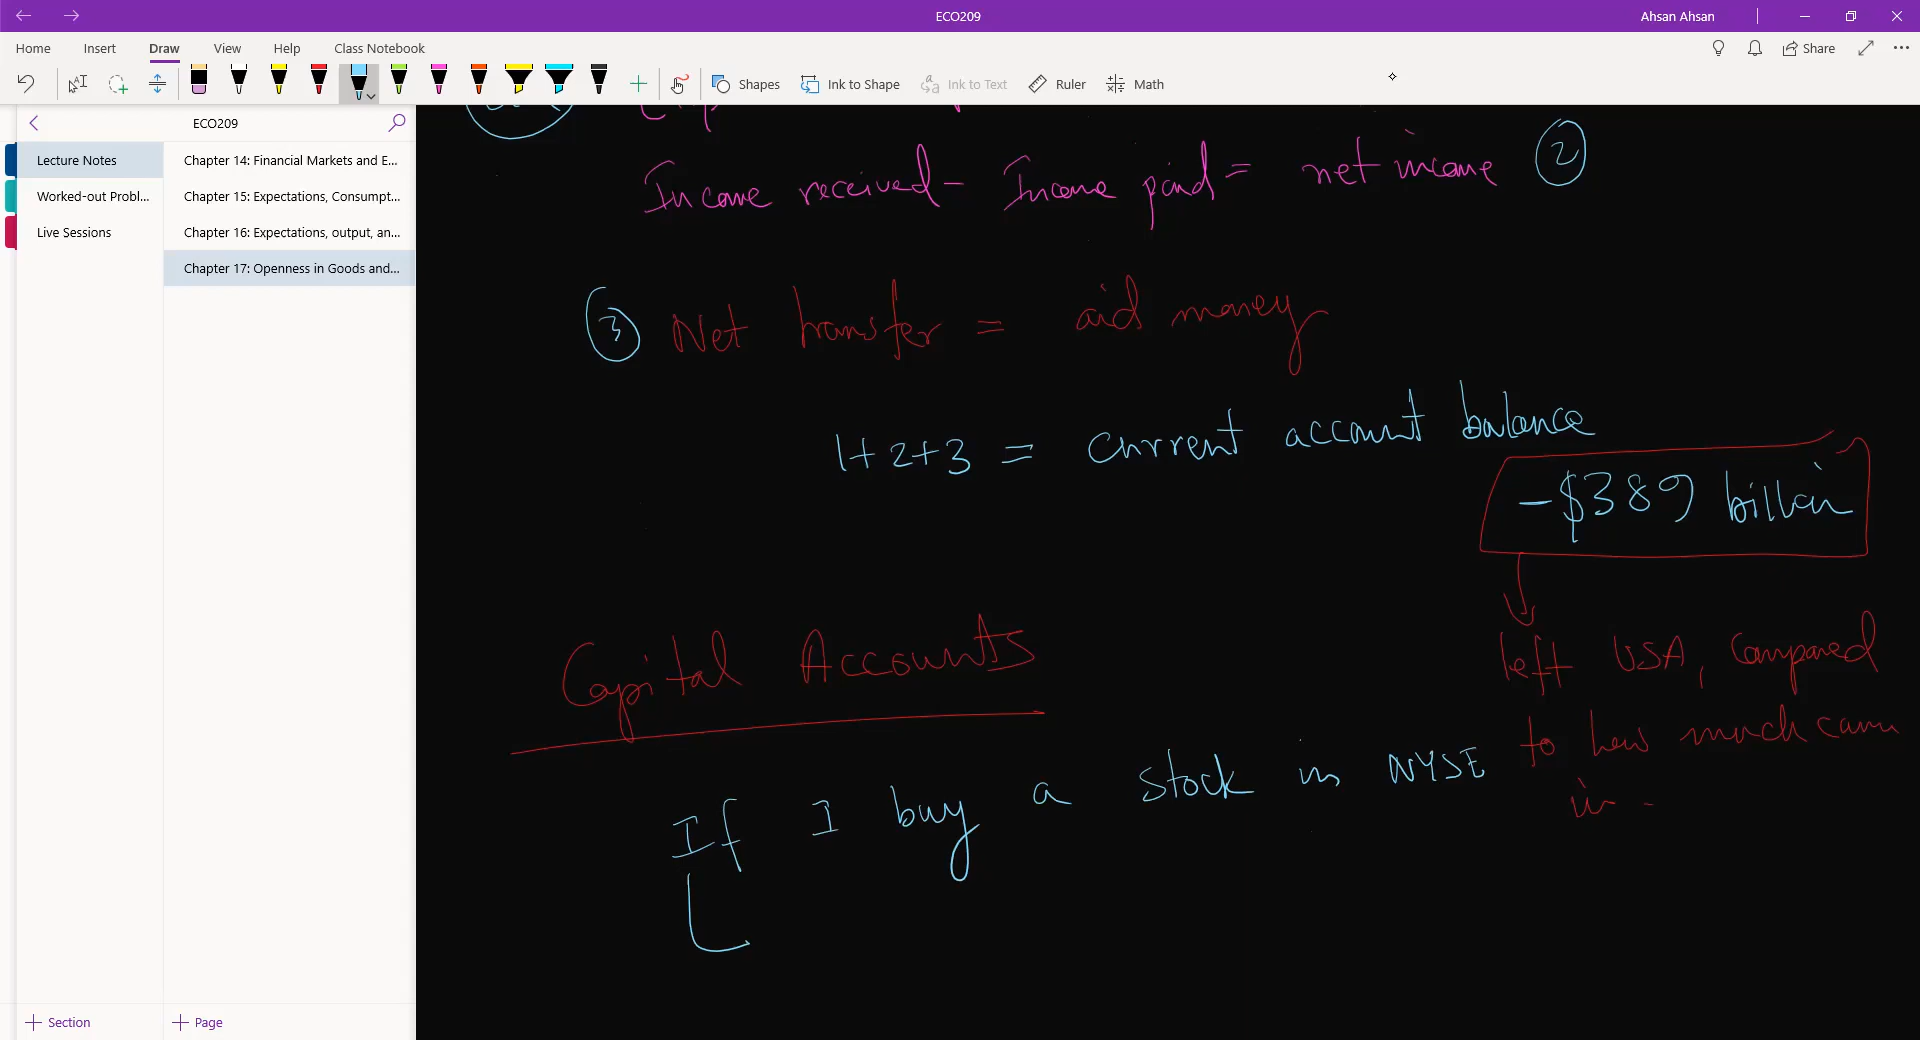 ECO209
Ahsan Ahsan
Home Insert Draw View Help Class Notebook
Share
Shapes Ink to Shape Ink to Text Ruler Math
ECO209
Lecture Notes
Worked-out Probl...
Live Sessions
Chapter 14: Financial Markets and E...
Chapter 15: Expectations, Consumpt...
Chapter 16: Expectations, output, an...
Chapter 17: Openness in Goods and...
Section
Page
Income received - Income paid = net income 2
3 Net transfer = aid money
1+2+3 = Current account balance
-$389 billion
left USA, compared
to how much came
in -
Capital Accounts
If I buy a stock in NYSE